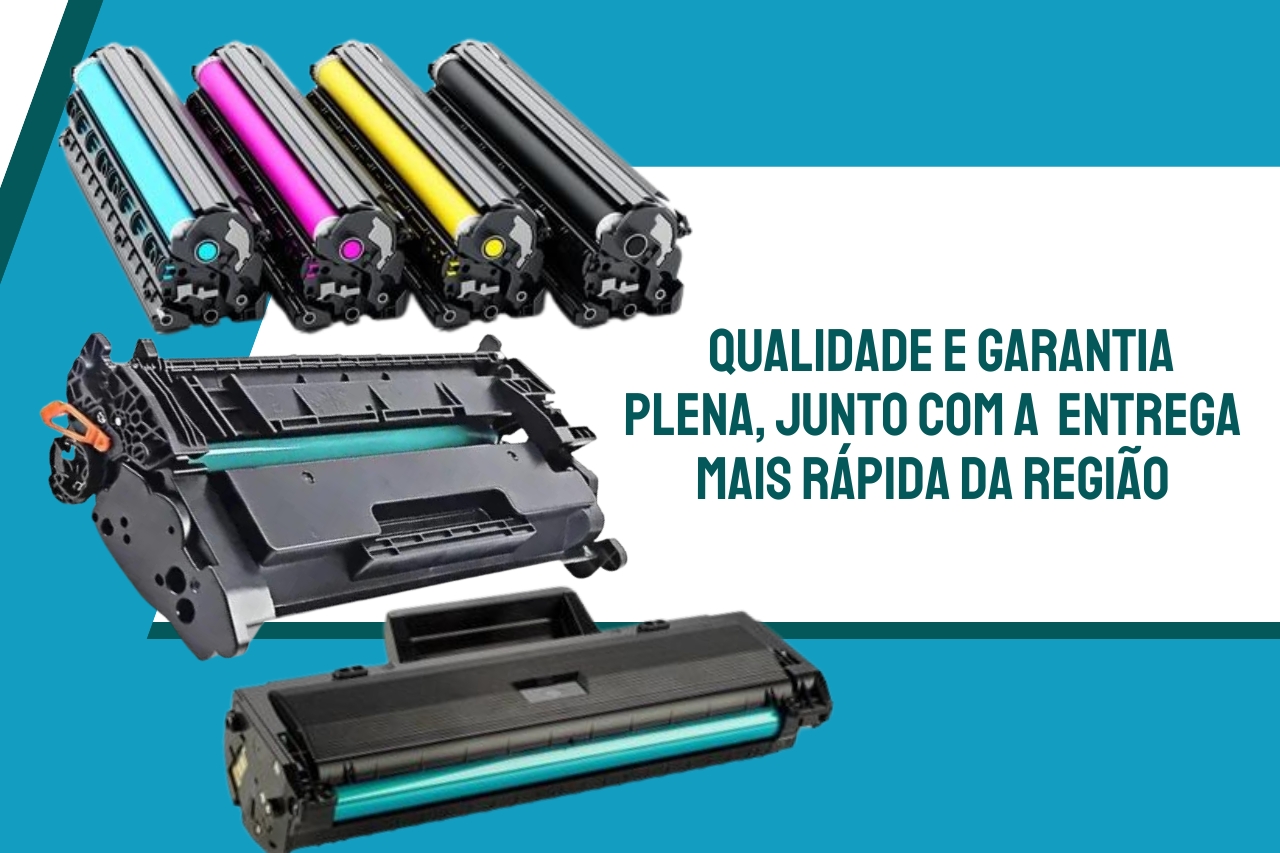 QUALIDADE E GARANTIA
PLENA, JUNTO COM A ENTREGA
MAIS RÁPIDA DA REGIÃO